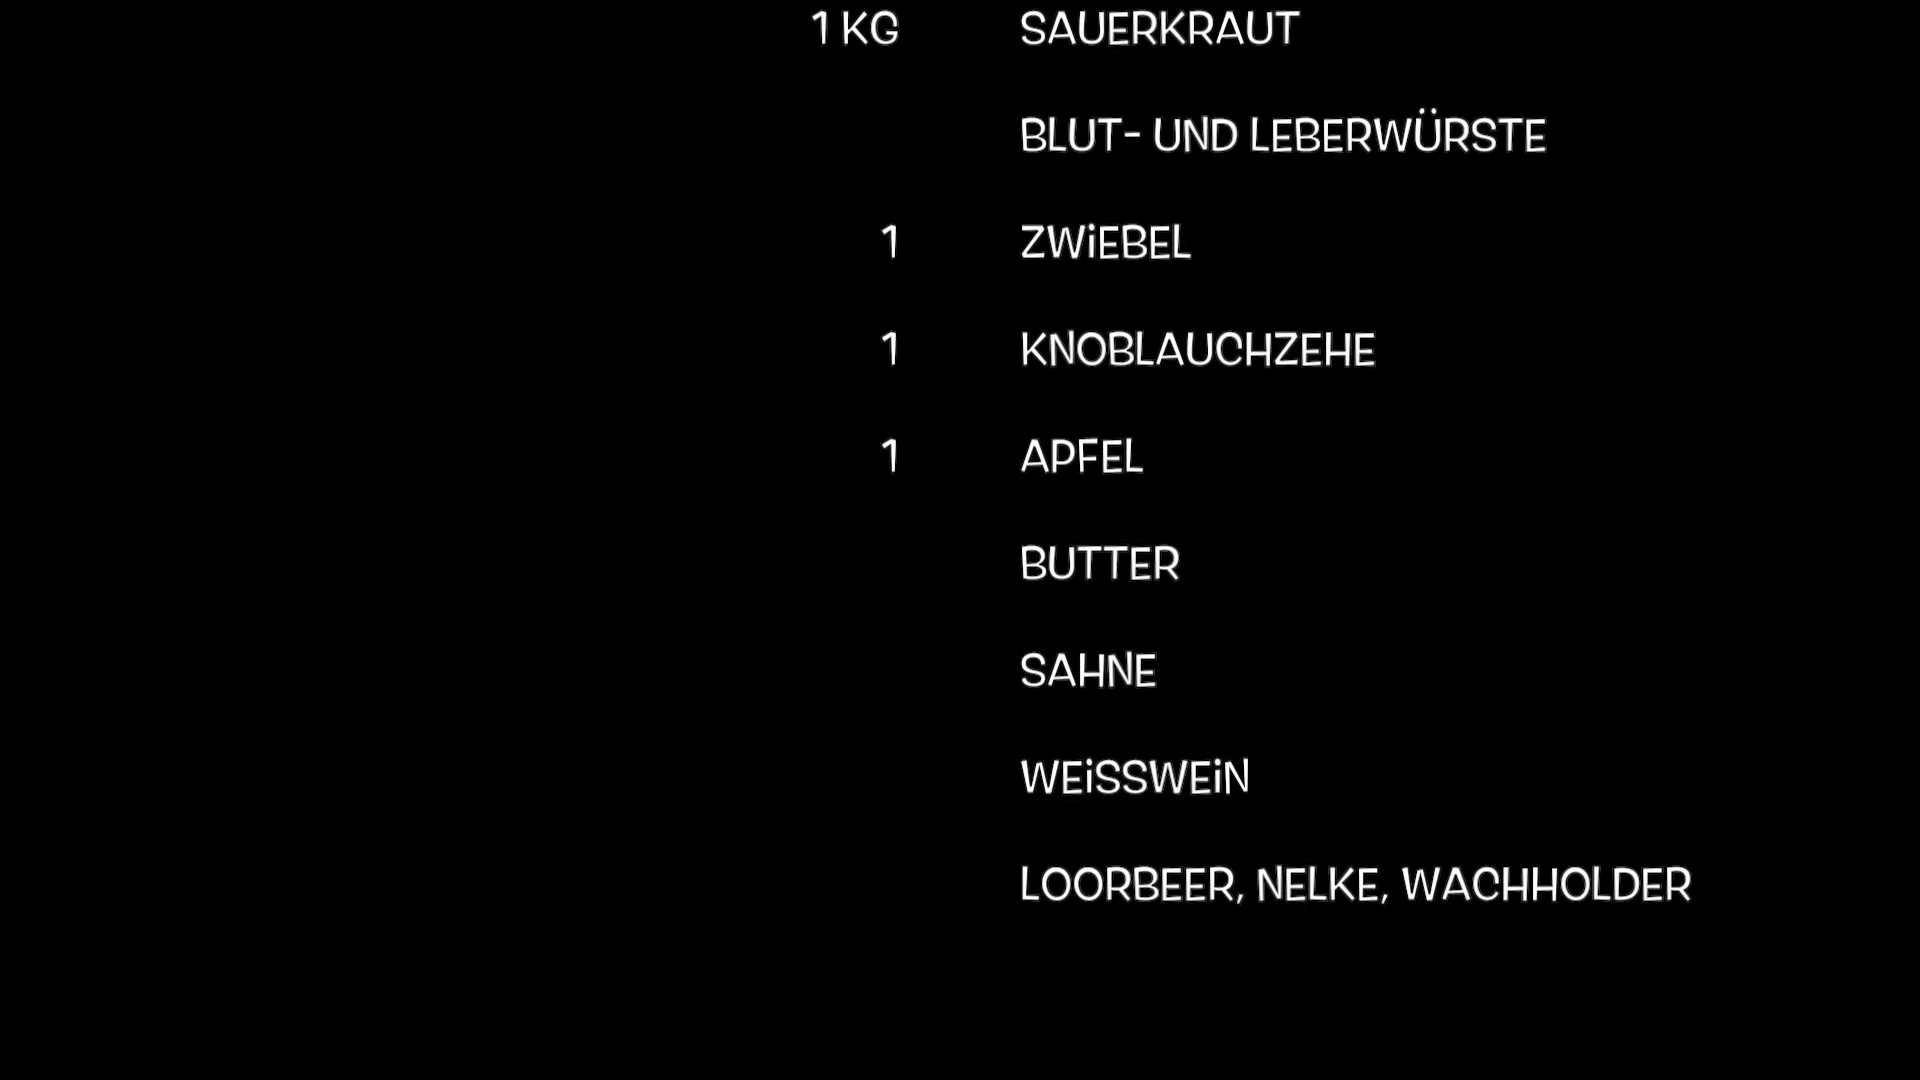 1 KG SAUERKRAUT
BLUT- UND LEBERWÜRSTE
1 ZWiEBEL
1 KNOBLAUCHZEHE
1 APFEL
BUTTER
SAHNE
WEiSSWEiN
LOORBEER, NELKE, WACHHOLDER